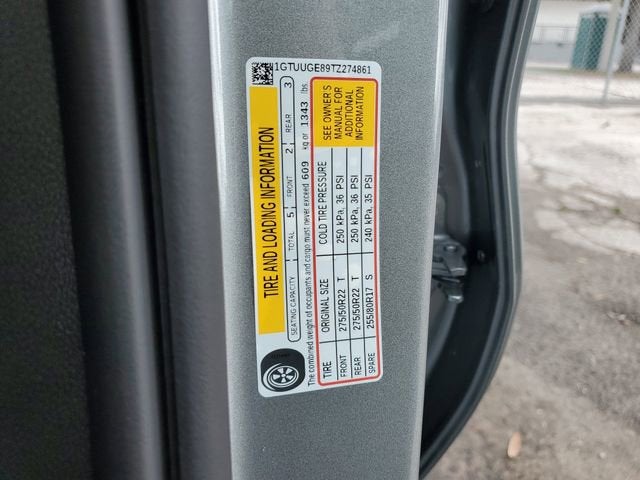 1GTUUGE89TZ274861
TIRE AND LOADING INFORMATION
SEATING CAPACITY TOTAL 5 FRONT 2 REAR 3
The combined weight of occupants and cargo must never exceed 609 kg or 1343 lbs
TIRE ORIGINAL SIZE COLD TIRE PRESSURE
FRONT 275/50R22 T 250 kPa, 36 PSI
REAR 275/50R22 T 250 kPa, 36 PSI
SPARE 255/80R17 S 240 kPa, 35 PSI
SEE OWNER'S
MANUAL FOR
ADDITIONAL
INFORMATION